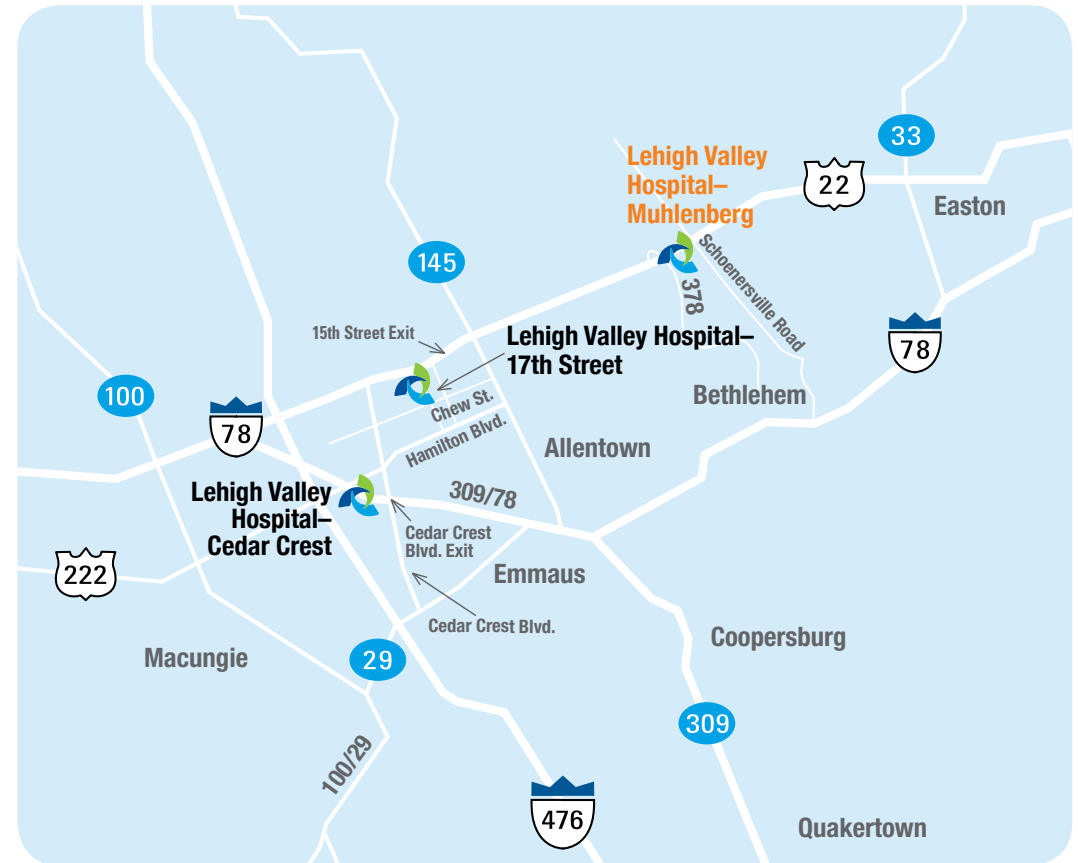 33
Lehigh Valley
Hospital–
Muhlenberg
22
Easton
145
Schoenersville Road
378
15th Street Exit
Lehigh Valley Hospital–
17th Street
78
100
Chew St.
Bethlehem
78
Hamilton Blvd.
Allentown
Lehigh Valley
Hospital–
Cedar Crest
309/78
Cedar Crest
Blvd. Exit
222
Emmaus
Cedar Crest Blvd.
Coopersburg
Macungie
29
309
100/29
476
Quakertown